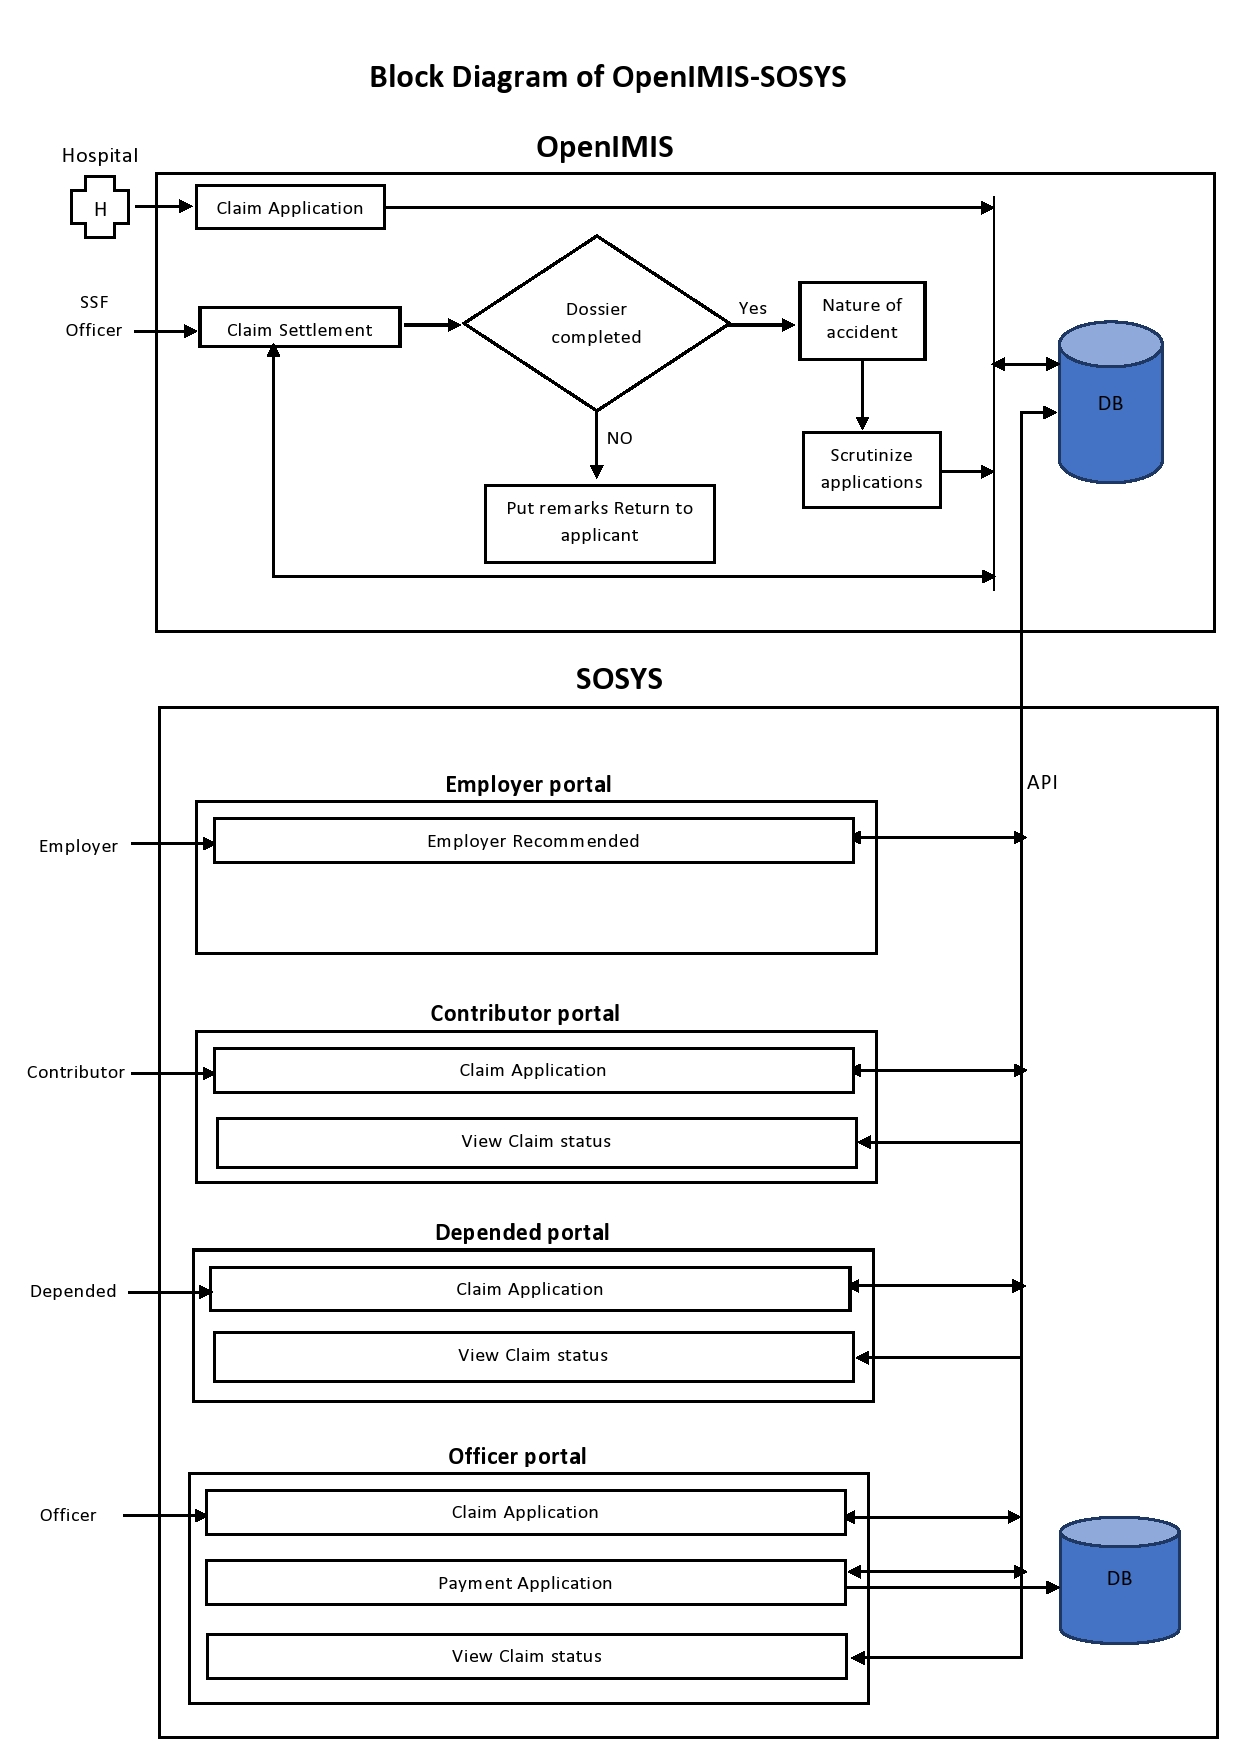 Block Diagram of OpenIMIS-SOSYS
OpenIMIS
Hospital
H
Claim Application
SSF
Officer
Claim Settlement
Dossier
completed
Yes
Nature of
accident
DB
NO
Scrutinize
applications
Put remarks Return to
applicant
SOSYS
API
Employer portal
Employer
Employer Recommended
Contributor portal
Contributor
Claim Application
View Claim status
Depended portal
Depended
Claim Application
View Claim status
Officer portal
Officer
Claim Application
Payment Application
DB
View Claim status